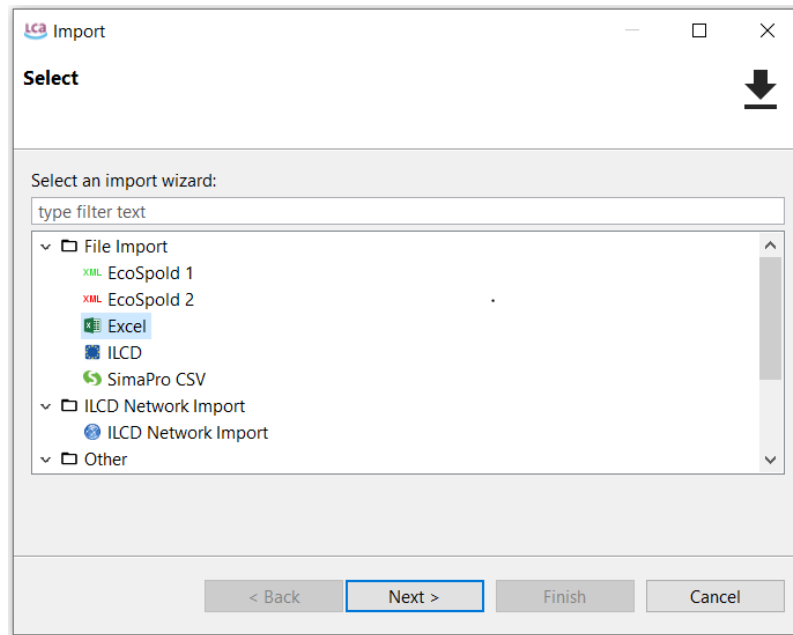 LCA Import
Select
Select an import wizard:
type filter text
File Import
XML EcoSpold 1
XML EcoSpold 2
Excel
ILCD
SimaPro CSV
ILCD Network Import
ILCD Network Import
Other
< Back Next > Finish Cancel